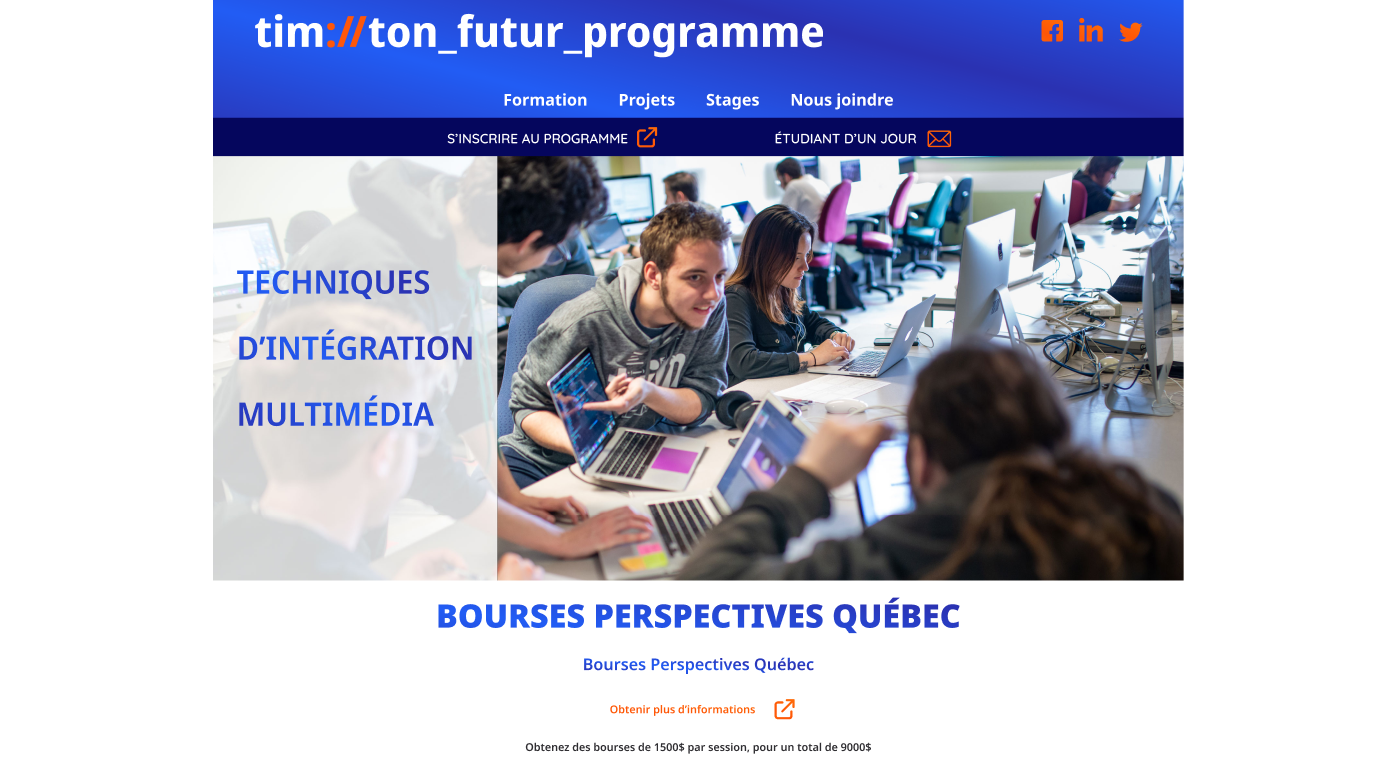 tim://ton_futur_programme
Formation Projets Stages Nous joindre
S'INSCRIRE AU PROGRAMME ÉTUDIANT D'UN JOUR
TECHNIQUES
D'INTÉGRATION
MULTIMÉDIA
BOURSES PERSPECTIVES QUÉBEC
Bourses Perspectives Québec
Obtenir plus d'informations
Obtenez des bourses de 1500$ par session, pour un total de 9000$